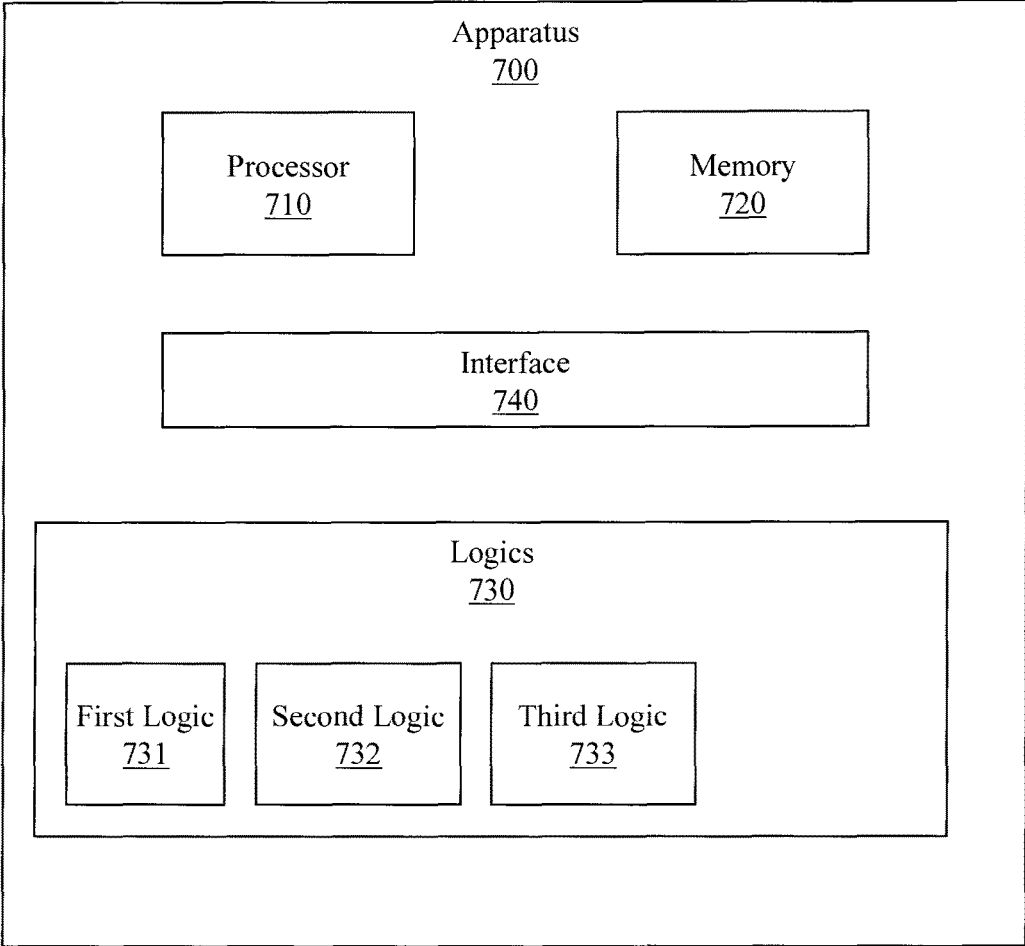 Apparatus
700
Processor
710
Memory
720
Interface
740
Logics
730
First Logic
731
Second Logic
732
Third Logic
733